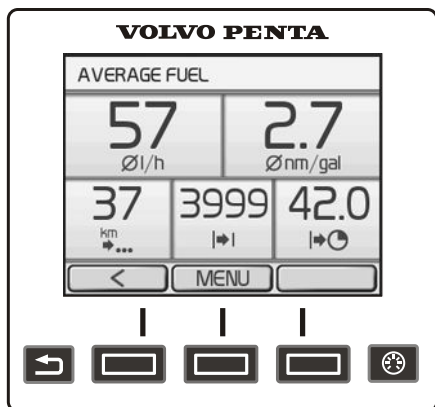 VOLVO PENTA
AVERAGE FUEL
57 2.7
Øl/h Ønm/gal
37 3999 42.0
km
< MENU